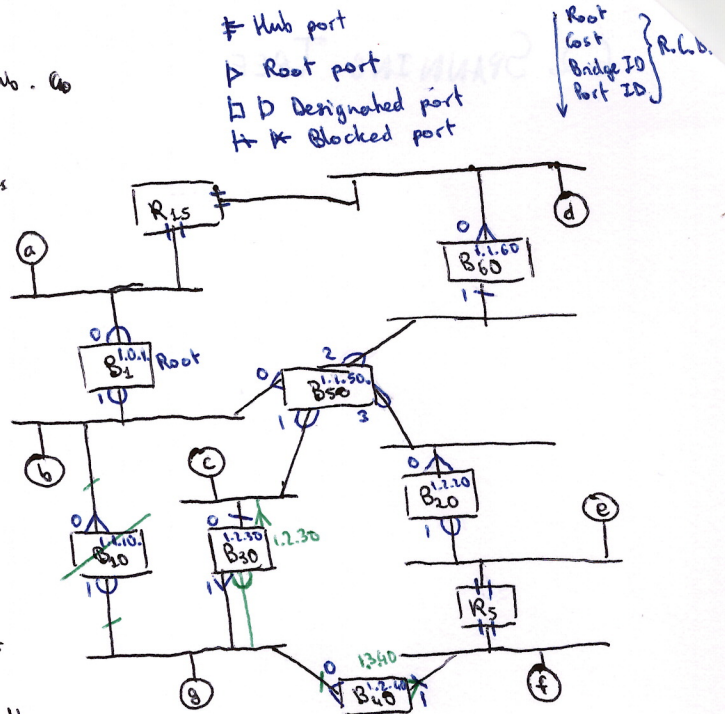 Hub port
Root port
Designated port
Blocked port
Root
Cost
Bridge ID
Port ID
R.C.B.
R15
d
a
0
1.1.60
B60
1
0
1.0.1.
B1
Root
1
2
0
1.1.50.
B50
1
3
b
c
0
1.2.20
B20
1
e
0
1.1.10.
B10
1
0
1.2.30
B30
1.2.30
1
R5
g
0
1.3.40
1.2.40
B40
1
f